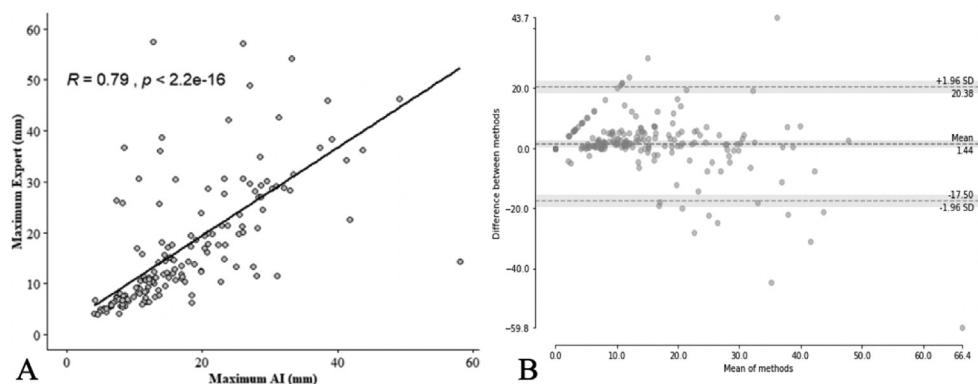 60
50
40
30
20
10
0
Maximum Expert (mm)
R = 0.79 , p < 2.2e-16
0
20
40
60
Maximum AI (mm)
A
43.7
20.0
0.0
-20.0
-40.0
-59.8
Difference between methods
+1.96 SD
20.38
Mean
1.44
-17.50
-1.96 SD
0.0
10.0
20.0
30.0
40.0
50.0
66.4
Mean of methods
B